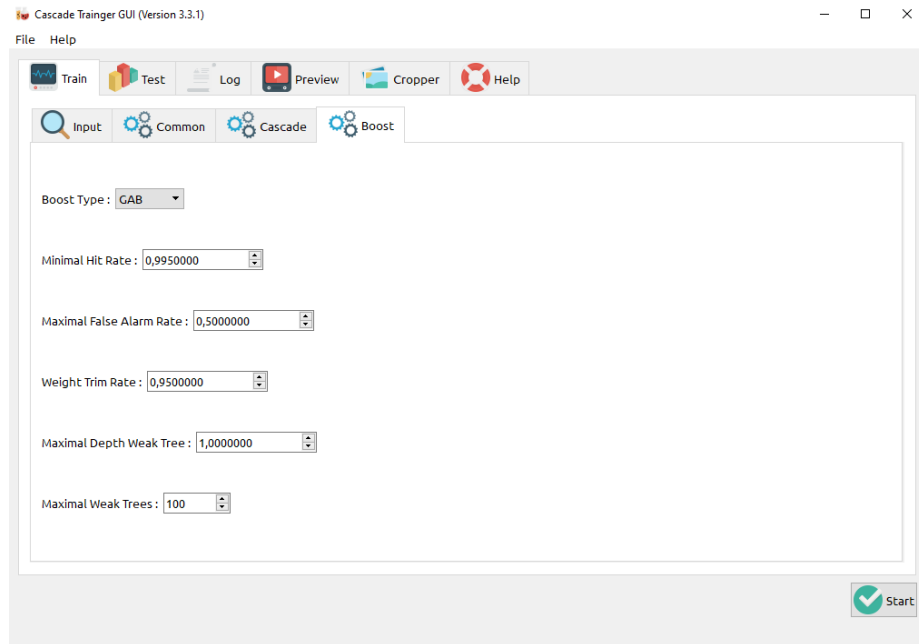 Cascade Trainger GUI (Version 3.3.1)
File Help
Train Test Log Preview Cropper Help
Input Common Cascade Boost
Boost Type : GAB
Minimal Hit Rate : 0,9950000
Maximal False Alarm Rate : 0,5000000
Weight Trim Rate : 0,9500000
Maximal Depth Weak Tree : 1,0000000
Maximal Weak Trees : 100
Start